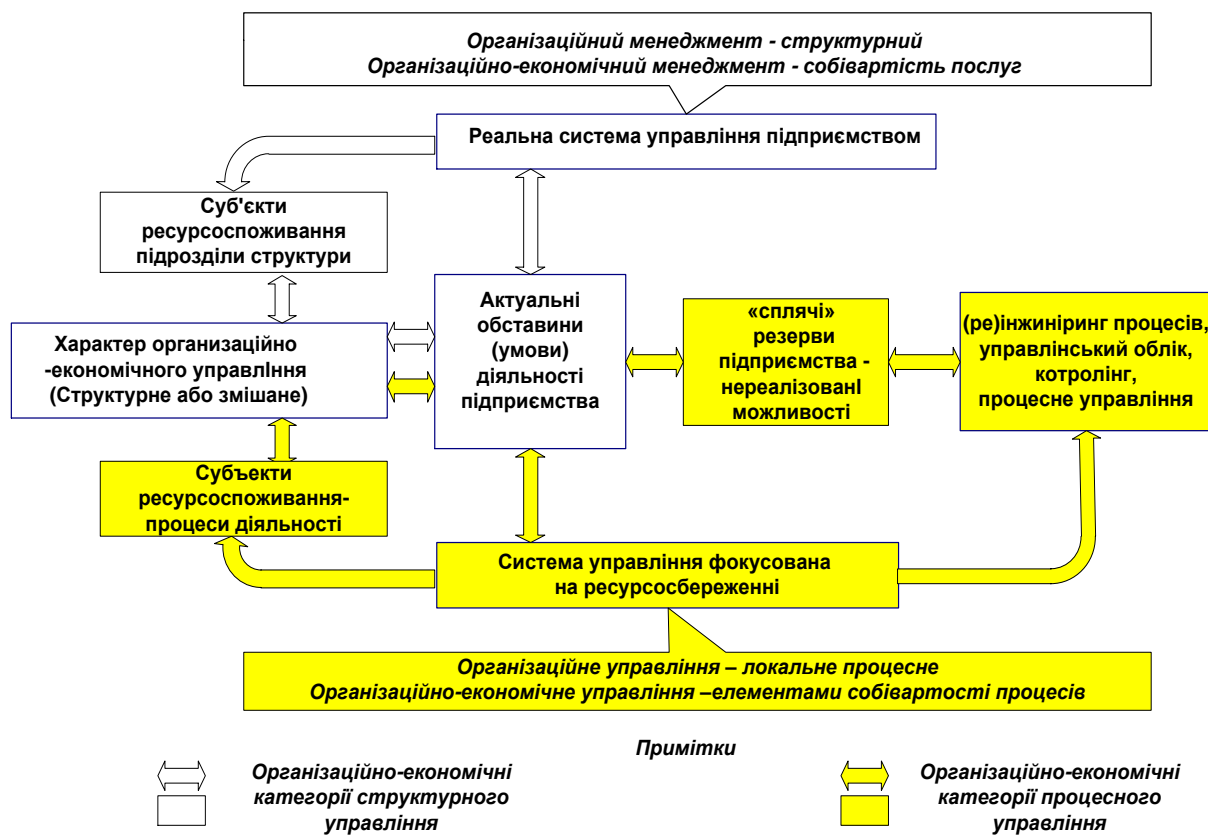 Організаційний менеджмент - структурний
Організаційно-економічний менеджмент - собівартість послуг
Реальна система управління підприємством
Суб'єкти
ресурсоспоживання
підрозділи структури
Характер организаційно
-економічного управлІння
(Структурне або змішане)
Актуальні
обставини
(умови)
діяльності
підприємства
«сплячі»
резерви
підприємства -
нереалізованІ
можливості
(ре)інжиніринг процесів,
управлінський облік,
котролінг,
процесне управління
Субъекти
ресурсоспоживання-
процеси діяльності
Система управління фокусована
на ресурсосбереженні
Організаційне управління – локальне процесне
Організаційно-економічне управління –елементами собівартості процесів
Примітки
Організаційно-економічні
категорії структурного
управління
Організаційно-економічні
категорії процесного
управління